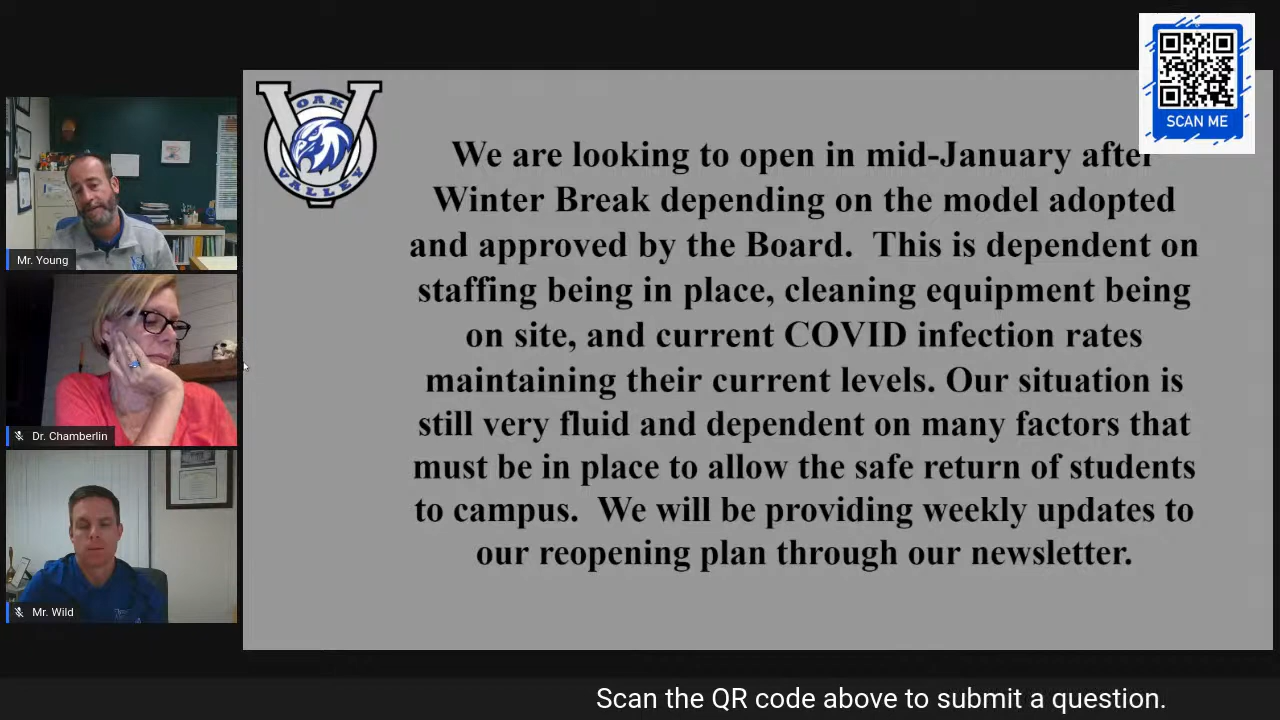 SCAN ME
OAK
V
VALLEY
We are looking to open in mid-January after
Winter Break depending on the model adopted
and approved by the Board.  This is dependent on
staffing being in place, cleaning equipment being
on site, and current COVID infection rates
maintaining their current levels. Our situation is
still very fluid and dependent on many factors that
must be in place to allow the safe return of students
to campus.  We will be providing weekly updates to
our reopening plan through our newsletter.
Mr. Young
Dr. Chamberlin
Mr. Wild
Scan the QR code above to submit a question.